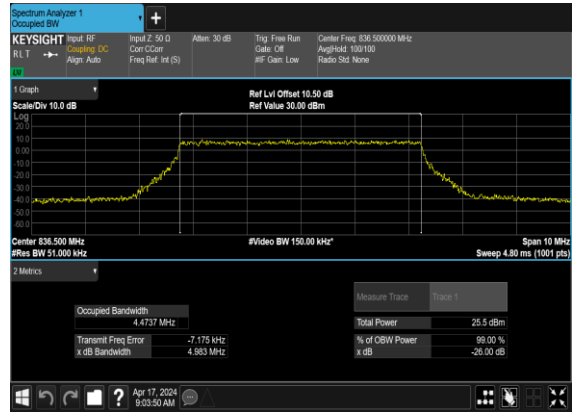 Spectrum Analyzer 1
Occupied BW
+
KEYSIGHT Input: RF Input Z: 50 Ω Atten: 30 dB Trig: Free Run Center Freq: 836.500000 MHz
Coupling: DC Corr CCorr Gate: Off Avg|Hold: 100/100
RLT Align: Auto Freq Ref: Int (S) #IF Gain: Low Radio Std: None
LW
1 Graph
Ref Lvl Offset 10.50 dB
Scale/Div 10.0 dB Ref Value 30.00 dBm
Log
20.0
10.0
0.00
-10.0
-20.0
-30.0
-40.0
-50.0
-60.0
Center 836.500 MHz #Video BW 150.00 kHz* Span 10 MHz
#Res BW 51.000 kHz Sweep 4.80 ms (1001 pts)
2 Metrics
Measure Trace Trace 1
Occupied Bandwidth
4.4737 MHz Total Power 25.5 dBm
Transmit Freq Error -7.175 kHz % of OBW Power 99.00 %
x dB Bandwidth 4.983 MHz x dB -26.00 dB
? Apr 17, 2024
9:03:50 AM